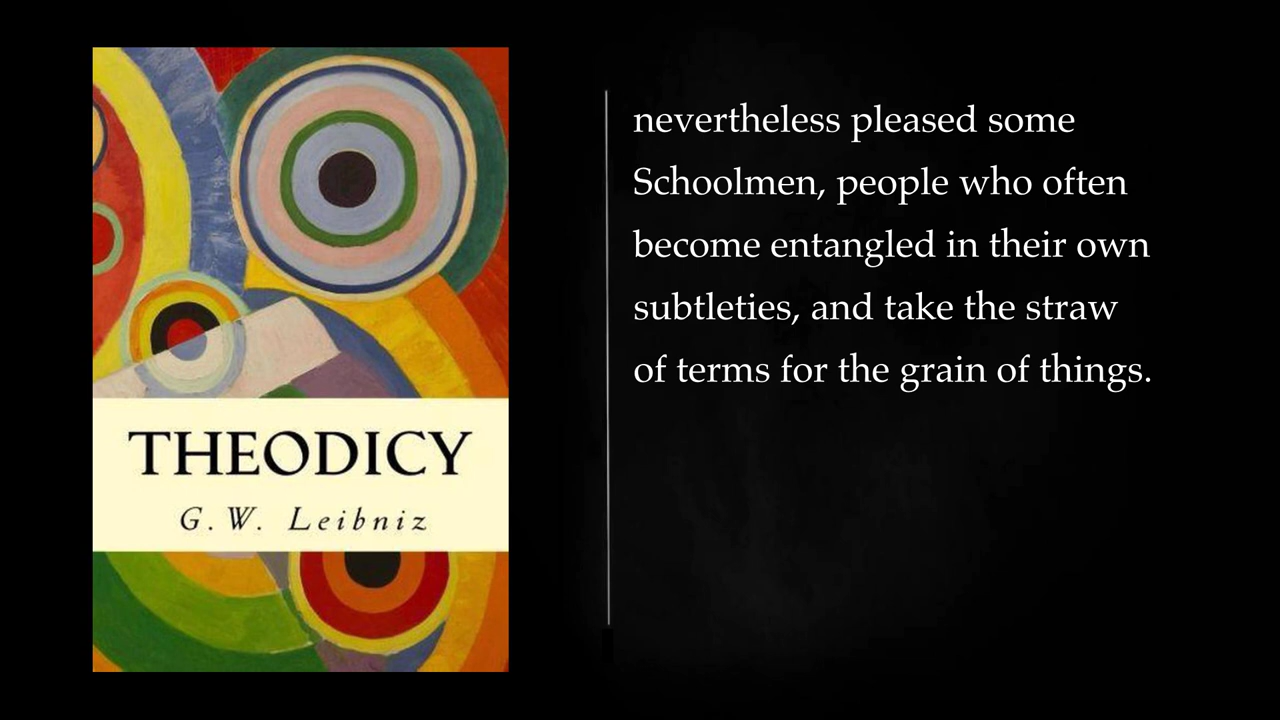 THEODICY
G. W. Leibniz
nevertheless pleased some
Schoolmen, people who often
become entangled in their own
subtleties, and take the straw
of terms for the grain of things.